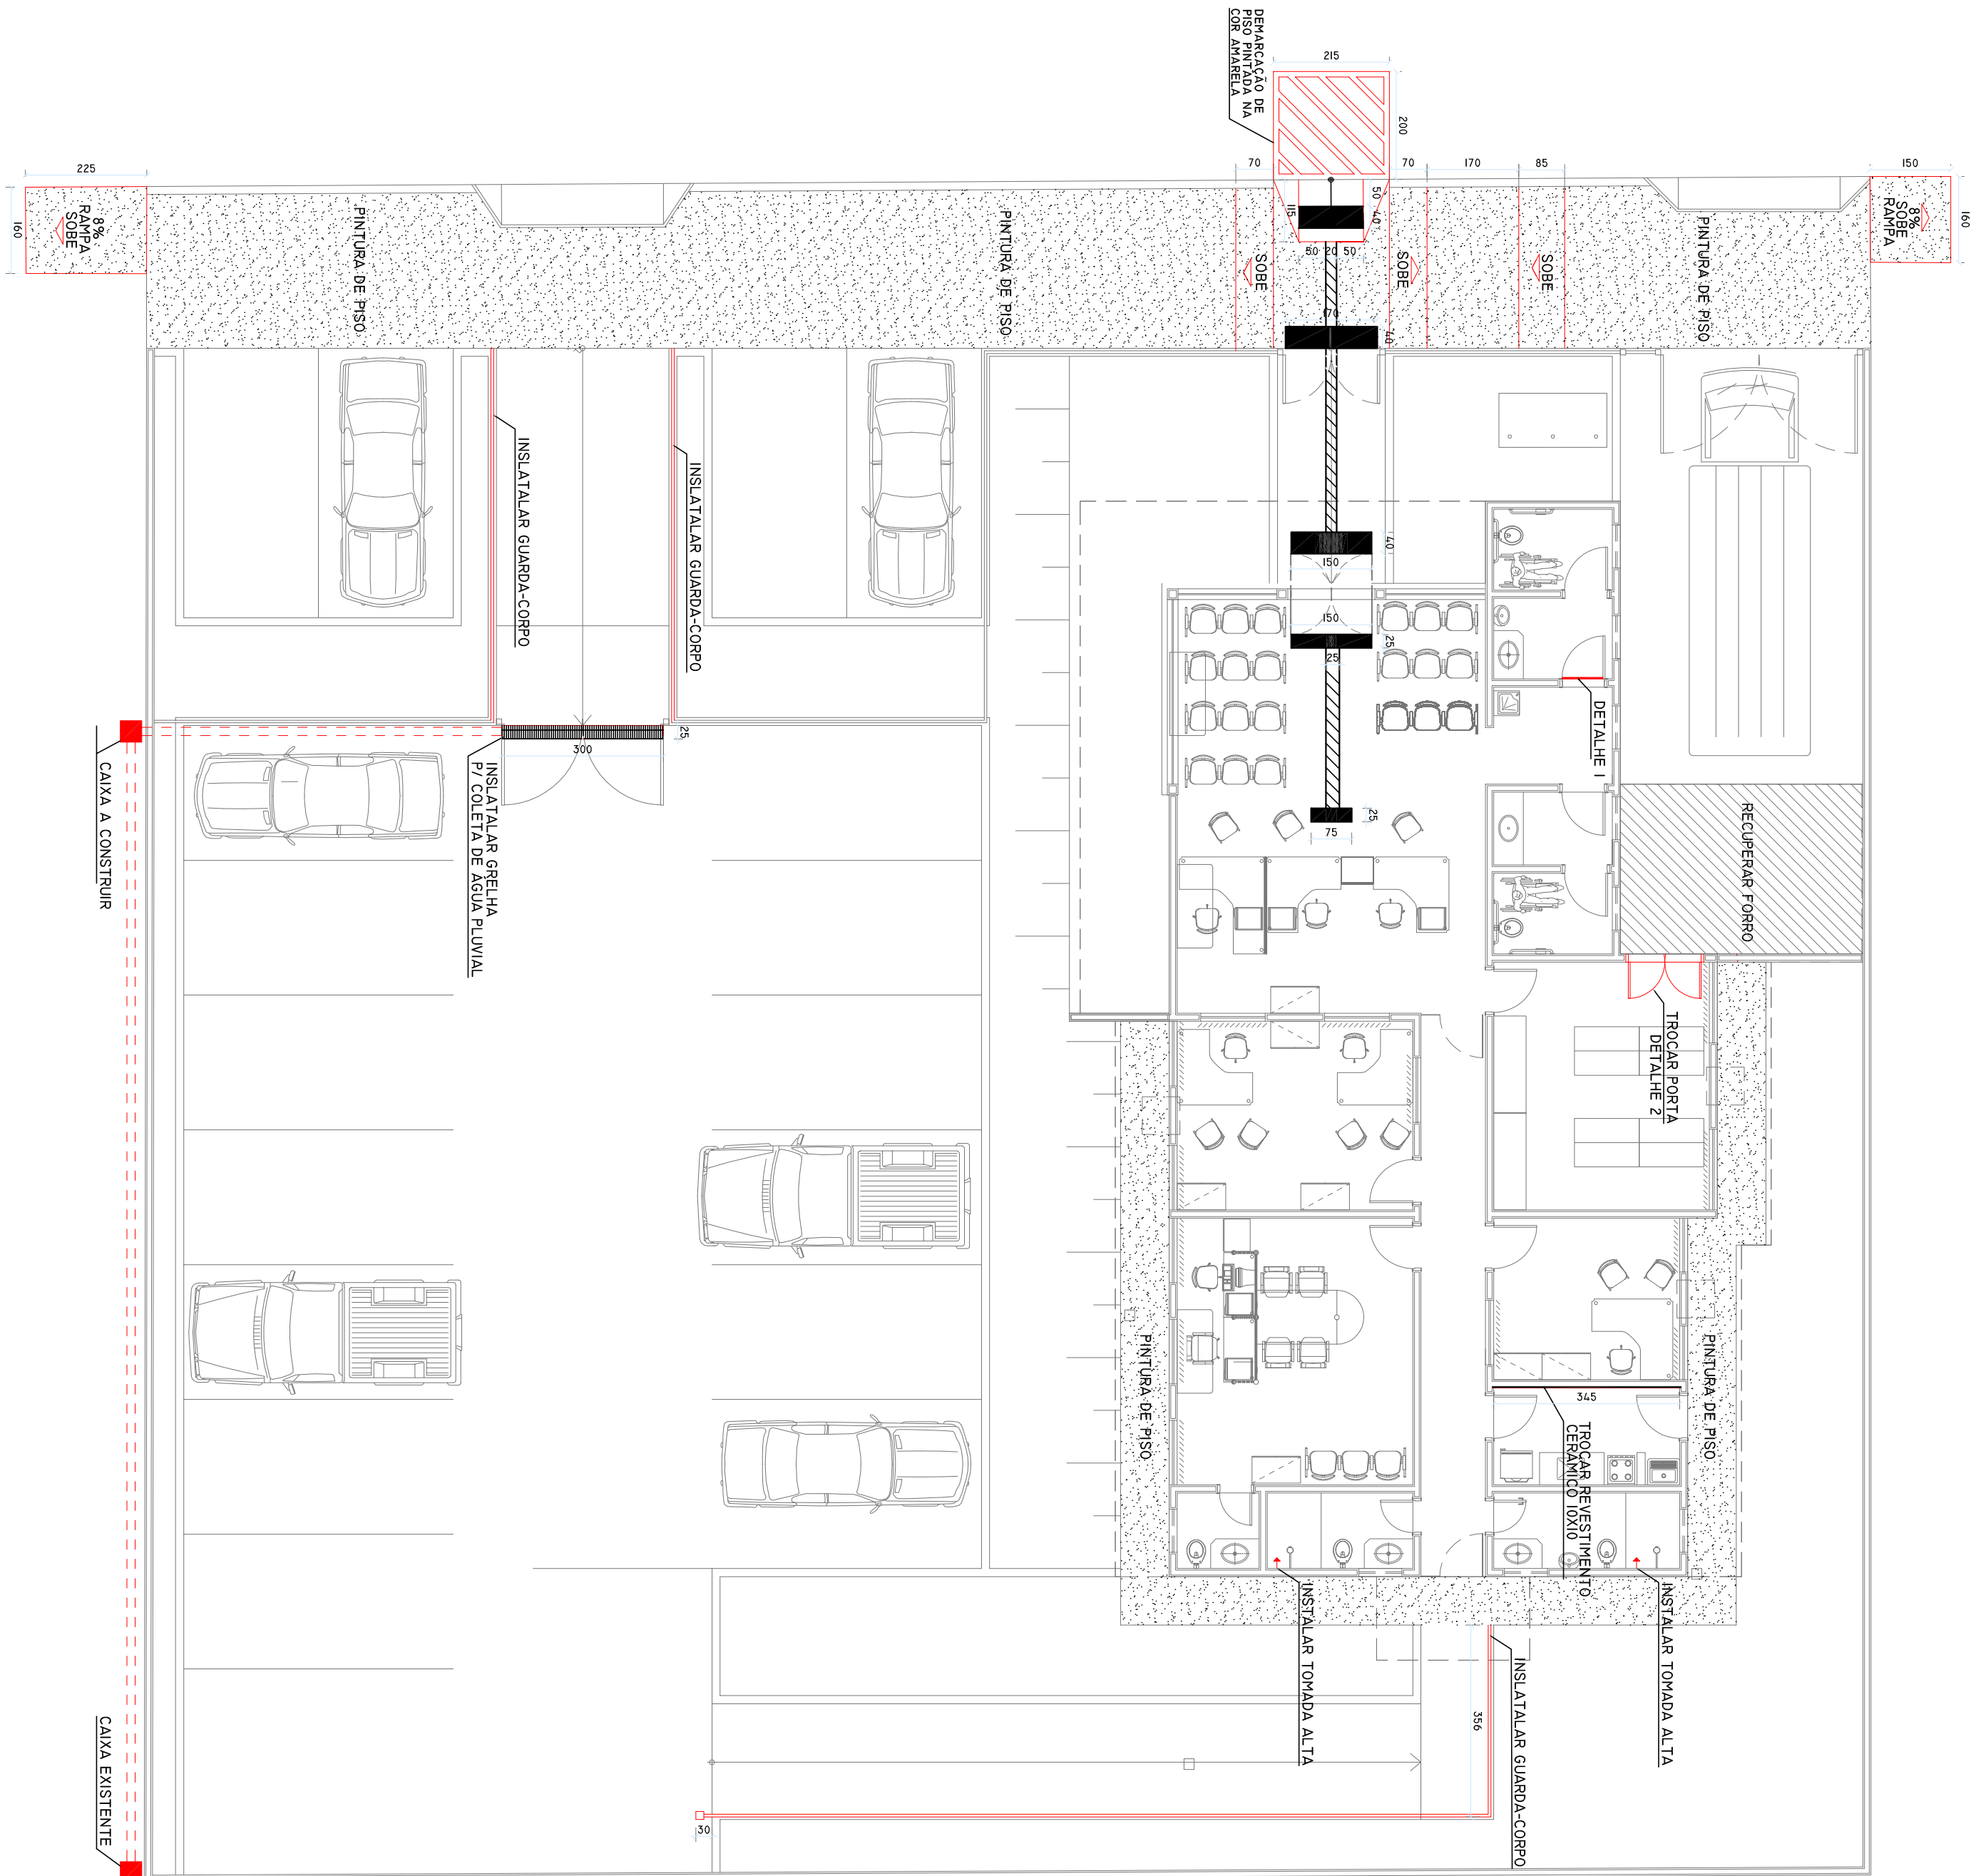 DEMARCAÇÃO DE
PISO PINTADA NA
COR AMARELA
215
200
225
160
8%
RAMPA
SOBE
70
70
170
85
150
160
8%
SOBE
RAMPA
50
40
115
50
20
50
SOBE
SOBE
SOBE
PINTURA DE PISO
PINTURA DE PISO
PINTURA DE PISO
170
40
INSLATALAR GUARDA-CORPO
INSLATALAR GUARDA-CORPO
40
150
150
25
25
DETALHE 1
25
300
25
75
INSLATALAR GRELHA
P/ COLETA DE ÁGUA PLUVIAL
CAIXA A CONSTRUIR
RECUPERAR FORRO
TROCAR PORTA
DETALHE 2
PINTURA DE PISO
PINTURA DE PISO
345
TROCAR REVESTIMENTO
CERÂMICO 10X10
INSTALAR TOMADA ALTA
INSTALAR TOMADA ALTA
INSLATALAR GUARDA-CORPO
356
30
CAIXA EXISTENTE